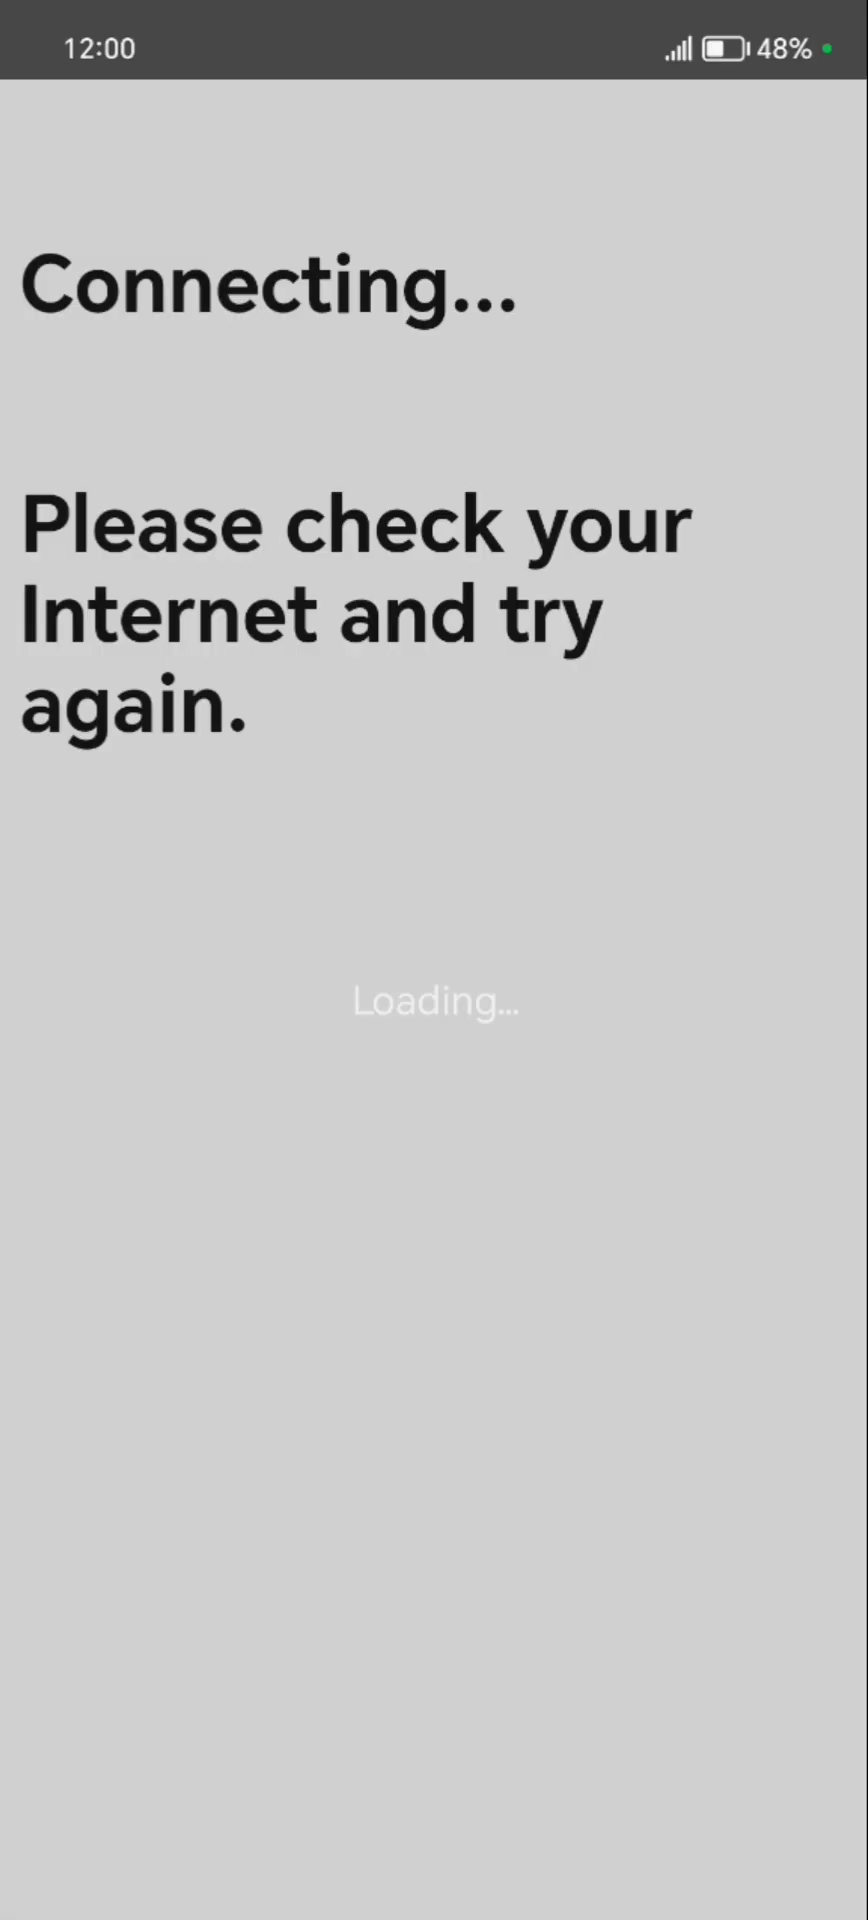 12:00 48%
Connecting...
Please check your
Internet and try
again.
Loading...